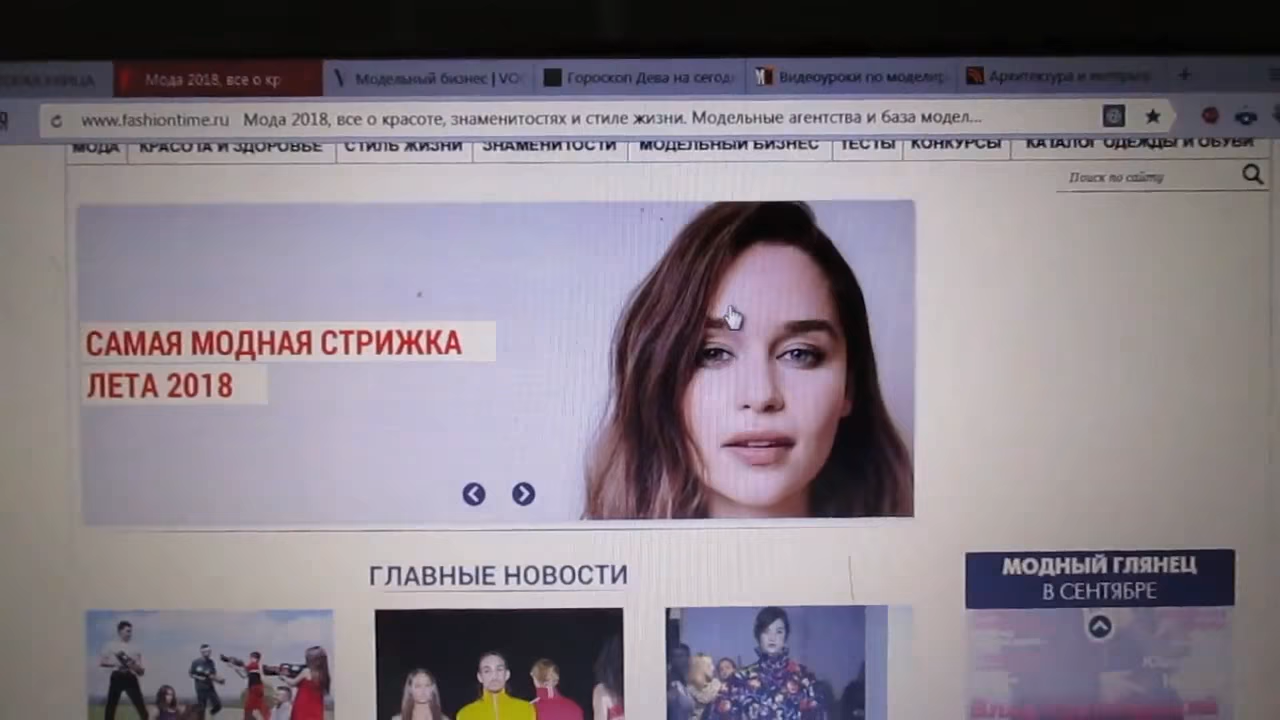 Мода 2018, все о кр
Модельный бизнес | VO
Гороскоп Дева на сегод
Видеоуроки по моделир
Архитектура и интерье
www.fashiontime.ru Мода 2018, все о красоте, знаменитостях и стиле жизни. Модельные агентства и база модел...
МОДА КРАСОТА И ЗДОРОВЬЕ СТИЛЬ ЖИЗНИ ЗНАМЕНИТОСТИ МОДЕЛЬНЫЙ БИЗНЕС ТЕСТЫ КОНКУРСЫ КАТАЛОГ ОДЕЖДЫ И ОБУВИ
Поиск по сайту
САМАЯ МОДНАЯ СТРИЖКА
ЛЕТА 2018
ГЛАВНЫЕ НОВОСТИ
МОДНЫЙ ГЛЯНЕЦ
В СЕНТЯБРЕ